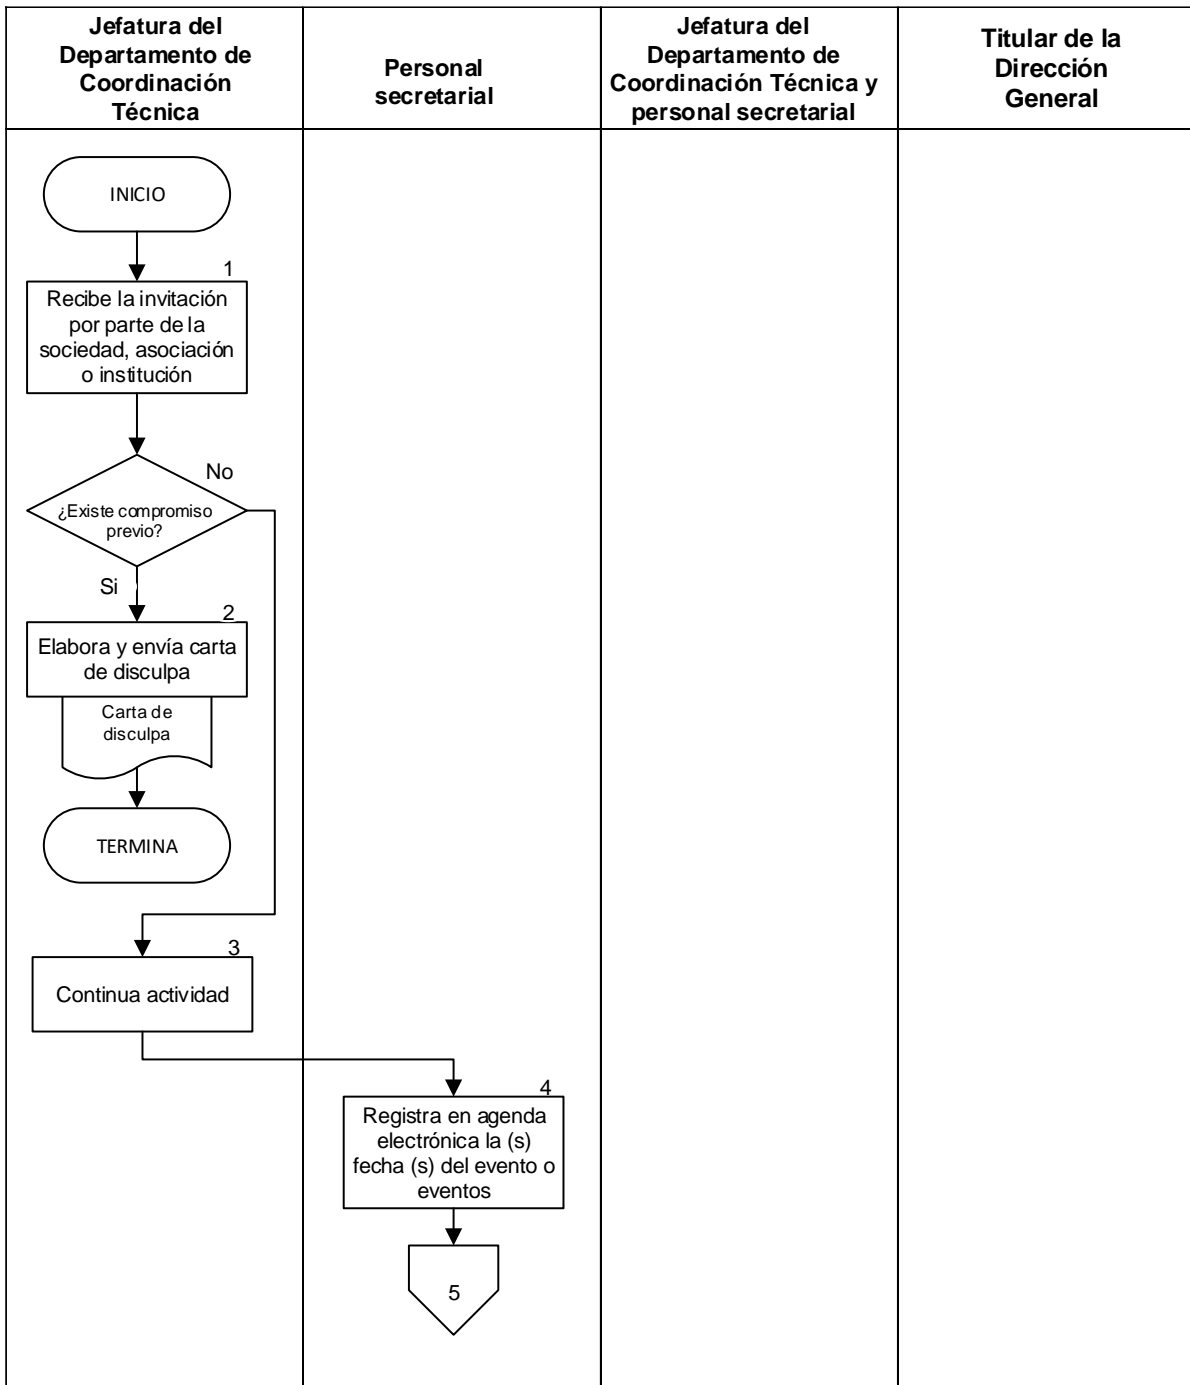 Jefatura del
Departamento de
Coordinación
Técnica
Personal
secretarial
Jefatura del
Departamento de
Coordinación Técnica y
personal secretarial
Titular de la
Dirección
General
INICIO
1
Recibe la invitación
por parte de la
sociedad, asociación
o institución
No
¿Existe compromiso
previo?
Si
2
Elabora y envía carta
de disculpa
Carta de
disculpa
TERMINA
3
Continua actividad
4
Registra en agenda
electrónica la (s)
fecha (s) del evento o
eventos
5